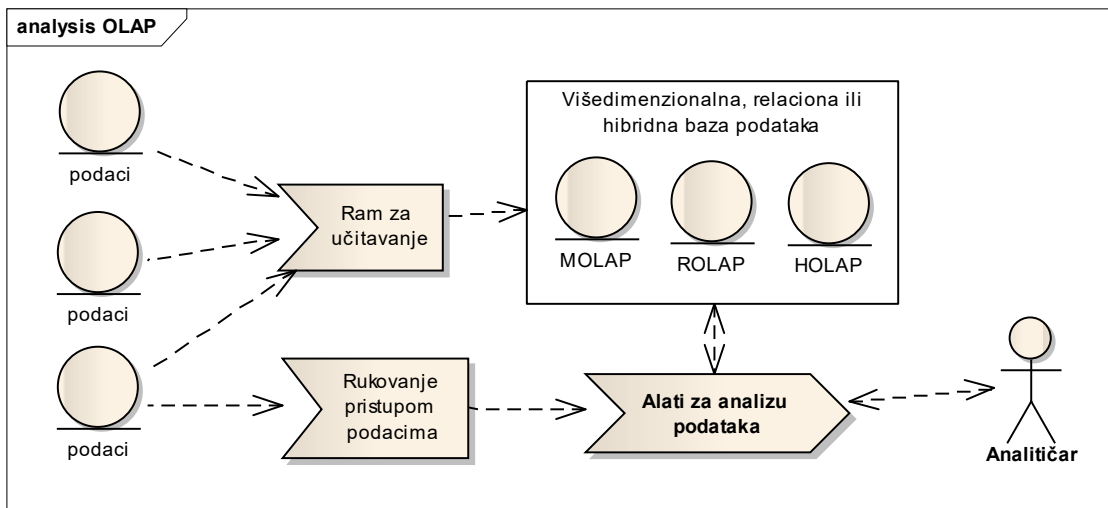 analysis OLAP
podaci
podaci
podaci
Ram za
učitavanje
Višedimenzionalna, relaciona ili
hibridna baza podataka
MOLAP
ROLAP
HOLAP
Rukovanje
pristupom
podacima
Alati za analizu
podataka
Analitičar